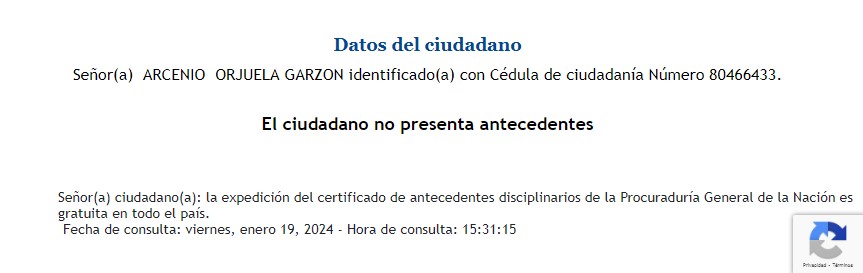 Datos del ciudadano
Señor(a) ARCENIO ORJUELA GARZON identificado(a) con Cédula de ciudadanía Número 80466433.
El ciudadano no presenta antecedentes
Señor(a) ciudadano(a): la expedición del certificado de antecedentes disciplinarios de la Procuraduría General de la Nación es
gratuita en todo el país.
Fecha de consulta: viernes, enero 19, 2024 - Hora de consulta: 15:31:15
Privacidad - Términos